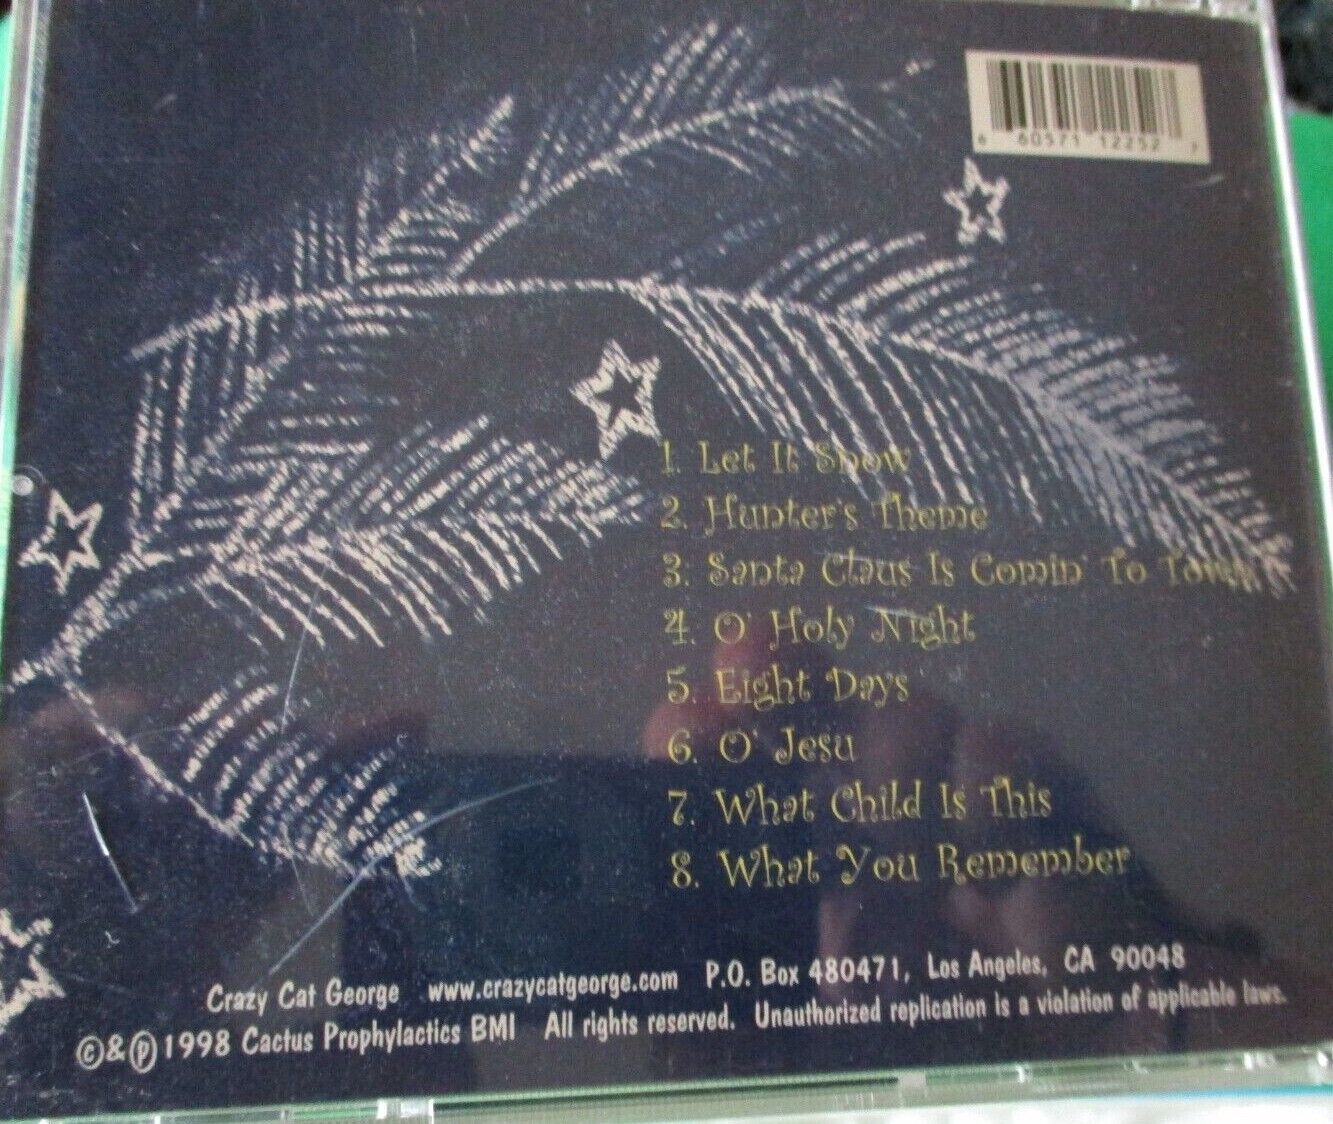 6 60571 12252 7
1. Let It Snow
2. Hunter's Theme
3. Santa Claus Is Comin' To Town
4. O' Holy Night
5. Eight Days
6. O' Jesu
7. What Child Is This
8. What You Remember
Crazy Cat George www.crazycatgeorge.com P.O. Box 480471, Los Angeles, CA 90048
©&℗1998 Cactus Prophylactics BMI All rights reserved. Unauthorized replication is a violation of applicable laws.